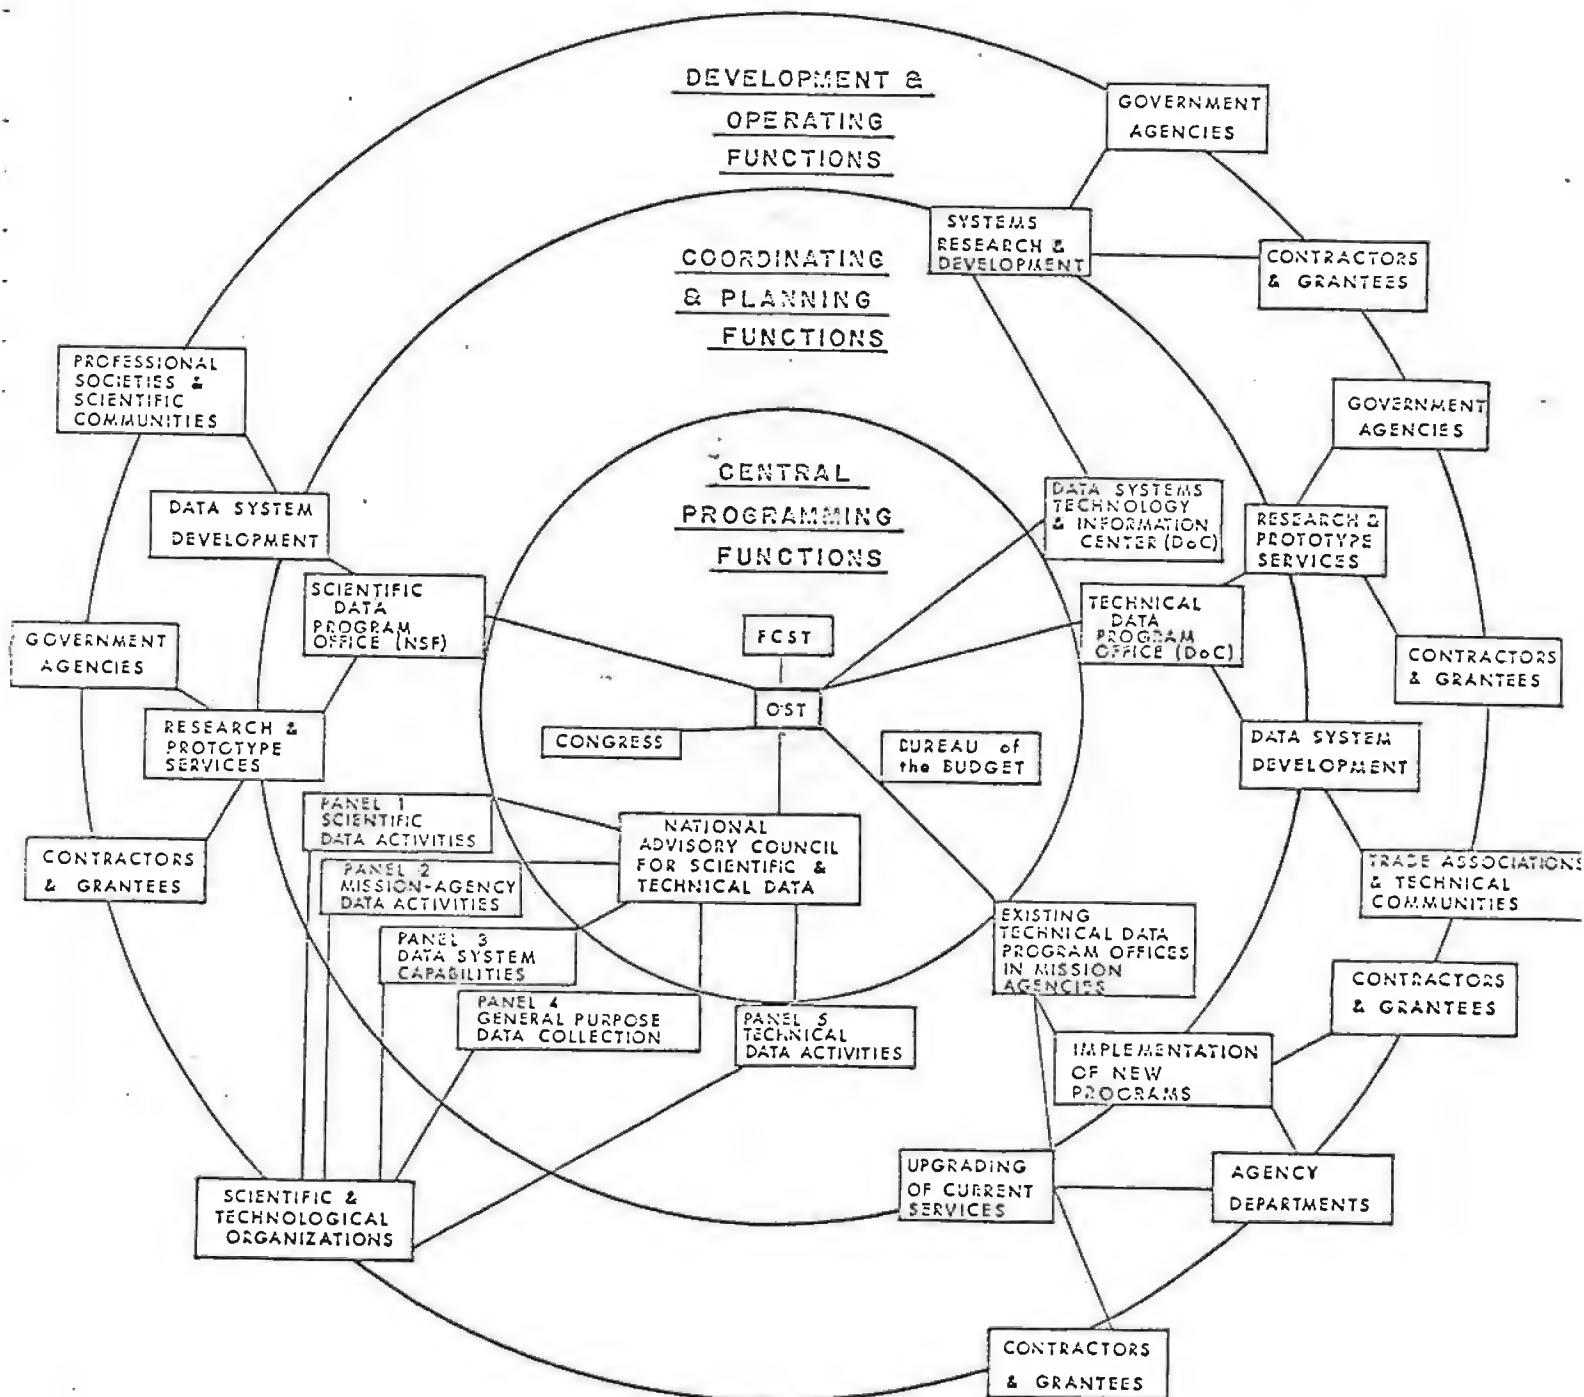 DEVELOPMENT &
OPERATING
FUNCTIONS
COORDINATING
& PLANNING
FUNCTIONS
CENTRAL
PROGRAMMING
FUNCTIONS
GOVERNMENT
AGENCIES
SYSTEMS
RESEARCH &
DEVELOPMENT
CONTRACTORS
& GRANTEES
PROFESSIONAL
SOCIETIES &
SCIENTIFIC
COMMUNITIES
GOVERNMENT
AGENCIES
DATA SYSTEM
DEVELOPMENT
DATA SYSTEMS
TECHNOLOGY
& INFORMATION
CENTER (DoC)
RESEARCH &
PROTOTYPE
SERVICES
SCIENTIFIC
DATA
PROGRAM
OFFICE (NSF)
TECHNICAL
DATA
PROGRAM
OFFICE (DoC)
FCST
GOVERNMENT
AGENCIES
CONTRACTORS
& GRANTEES
OST
RESEARCH &
PROTOTYPE
SERVICES
CONGRESS
BUREAU of
the BUDGET
DATA SYSTEM
DEVELOPMENT
PANEL 1
SCIENTIFIC
DATA ACTIVITIES
NATIONAL
ADVISORY COUNCIL
FOR SCIENTIFIC &
TECHNICAL DATA
CONTRACTORS
& GRANTEES
PANEL 2
MISSION-AGENCY
DATA ACTIVITIES
TRADE ASSOCIATIONS
& TECHNICAL
COMMUNITIES
PANEL 3
DATA SYSTEM
CAPABILITIES
EXISTING
TECHNICAL DATA
PROGRAM OFFICES
IN MISSION
AGENCIES
CONTRACTORS
& GRANTEES
PANEL 4
GENERAL PURPOSE
DATA COLLECTION
PANEL 5
TECHNICAL
DATA ACTIVITIES
IMPLEMENTATION
OF NEW
PROGRAMS
SCIENTIFIC &
TECHNOLOGICAL
ORGANIZATIONS
UPGRADING
OF CURRENT
SERVICES
AGENCY
DEPARTMENTS
CONTRACTORS
& GRANTEES